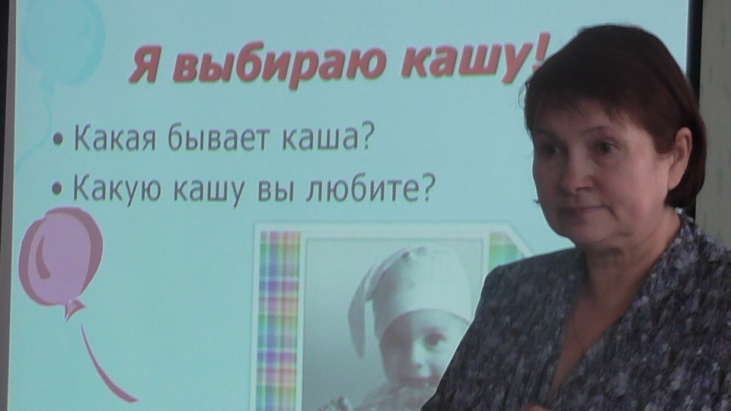 Я выбираю кашу!
• Какая бывает каша?
• Какую кашу вы любите?